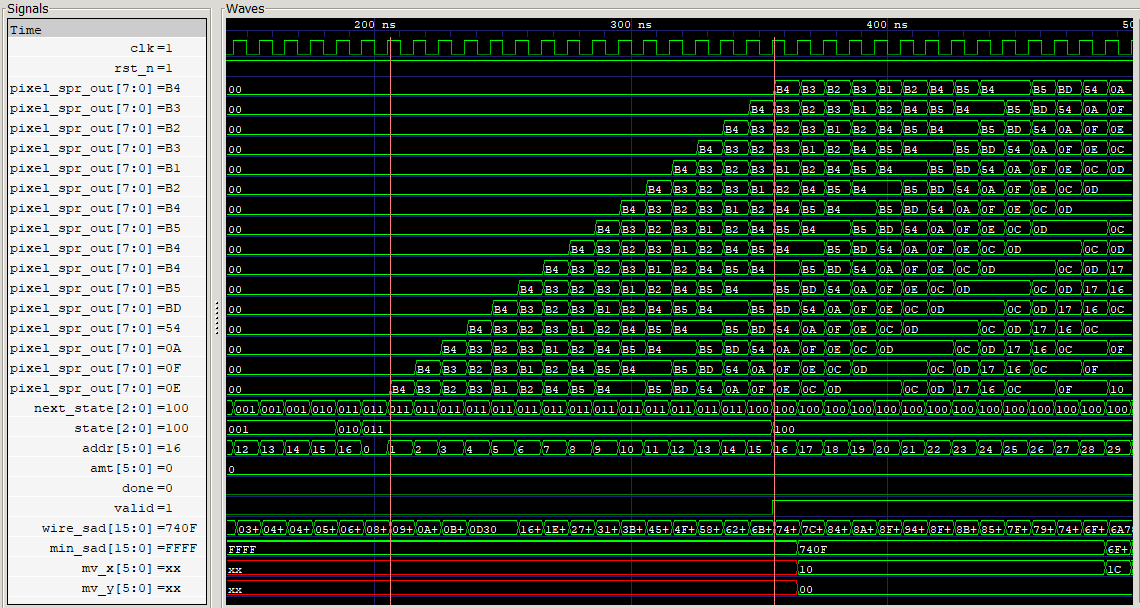 Signals
Waves
Time
200 ns 300 ns 400 ns 50
clk=1
rst_n=1
pixel_spr_out[7:0]=B4 00 B4 B3 B2 B3 B1 B2 B4 B5 B4 B5 BD 54 0A
pixel_spr_out[7:0]=B3 00 B4 B3 B2 B3 B1 B2 B4 B5 B4 B5 BD 54 0A 0F
pixel_spr_out[7:0]=B2 00 B4 B3 B2 B3 B1 B2 B4 B5 B4 B5 BD 54 0A 0F 0E
pixel_spr_out[7:0]=B3 00 B4 B3 B2 B3 B1 B2 B4 B5 B4 B5 BD 54 0A 0F 0E 0C
pixel_spr_out[7:0]=B1 00 B4 B3 B2 B3 B1 B2 B4 B5 B4 B5 BD 54 0A 0F 0E 0C 0D
pixel_spr_out[7:0]=B2 00 B4 B3 B2 B3 B1 B2 B4 B5 B4 B5 BD 54 0A 0F 0E 0C 0D
pixel_spr_out[7:0]=B4 00 B4 B3 B2 B3 B1 B2 B4 B5 B4 B5 BD 54 0A 0F 0E 0C 0D
pixel_spr_out[7:0]=B5 00 B4 B3 B2 B3 B1 B2 B4 B5 B4 B5 BD 54 0A 0F 0E 0C 0D 0C
pixel_spr_out[7:0]=B4 00 B4 B3 B2 B3 B1 B2 B4 B5 B4 B5 BD 54 0A 0F 0E 0C 0D 0C 0D
pixel_spr_out[7:0]=B4 00 B4 B3 B2 B3 B1 B2 B4 B5 B4 B5 BD 54 0A 0F 0E 0C 0D 0C 0D 17
pixel_spr_out[7:0]=B5 00 B4 B3 B2 B3 B1 B2 B4 B5 B4 B5 BD 54 0A 0F 0E 0C 0D 0C 0D 17 16
pixel_spr_out[7:0]=BD 00 B4 B3 B2 B3 B1 B2 B4 B5 B4 B5 BD 54 0A 0F 0E 0C 0D 0C 0D 17 16 0C
pixel_spr_out[7:0]=54 00 B4 B3 B2 B3 B1 B2 B4 B5 B4 B5 BD 54 0A 0F 0E 0C 0D 0C 0D 17 16 0C
pixel_spr_out[7:0]=0A 00 B4 B3 B2 B3 B1 B2 B4 B5 B4 B5 BD 54 0A 0F 0E 0C 0D 0C 0D 17 16 0C 0F
pixel_spr_out[7:0]=0F 00 B4 B3 B2 B3 B1 B2 B4 B5 B4 B5 BD 54 0A 0F 0E 0C 0D 0C 0D 17 16 0C 0F
pixel_spr_out[7:0]=0E 00 B4 B3 B2 B3 B1 B2 B4 B5 B4 B5 BD 54 0A 0F 0E 0C 0D 0C 0D 17 16 0C 0F 10
next_state[2:0]=100 001 001 001 010 011 011 011 011 011 011 011 011 011 011 011 011 011 011 011 011 100 100 100 100 100 100 100 100 100 100 100 100 100 100 100
state[2:0]=100 001 010 011 100
addr[5:0]=16 12 13 14 15 16 0 1 2 3 4 5 6 7 8 9 10 11 12 13 14 15 16 17 18 19 20 21 22 23 24 25 26 27 28 29
amt[5:0]=0 0
done=0
valid=1
wire_sad[15:0]=740F 03+ 04+ 04+ 05+ 06+ 08+ 09+ 0A+ 0B+ 0D30 16+ 1E+ 27+ 31+ 3B+ 45+ 4F+ 58+ 62+ 6B+ 74+ 7C+ 84+ 8A+ 8F+ 94+ 8F+ 8B+ 85+ 7F+ 79+ 74+ 6F+ 6A7
min_sad[15:0]=FFFF FFFF 740F 6F+
mv_x[5:0]=xx xx 10 1C
mv_y[5:0]=xx xx 00